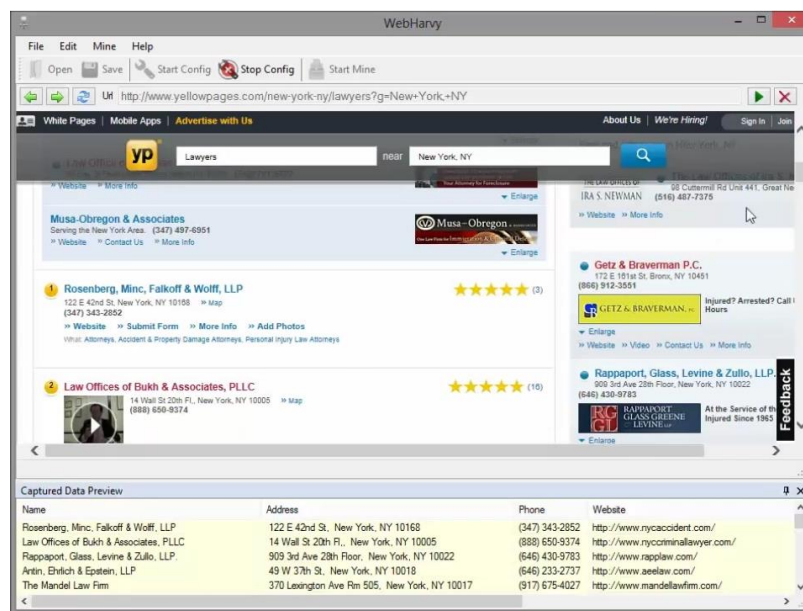 WebHarvy
File Edit Mine Help
Open Save Start Config Stop Config Start Mine
Url http://www.yellowpages.com/new-york-ny/lawyers?g=New+York,+NY
White Pages | Mobile Apps | Advertise with Us About Us | We're Hiring! Sign In | Join
yp Lawyers near New York, NY
» Website » More Info
Enlarge
Musa-Obregon & Associates
Serving the New York Area. (347) 497-6951
» Website » Contact Us » More Info
Musa-Obregon
Enlarge
1 Rosenberg, Minc, Falkoff & Wolff, LLP (3)
122 E 42nd St, New York, NY 10168 » Map
(347) 343-2852
» Website » Submit Form » More Info » Add Photos
What: Attorneys, Accident & Property Damage Attorneys, Personal Injury Law Attorneys
2 Law Offices of Bukh & Associates, PLLC (16)
14 Wall St 20th Fl., New York, NY 10005 » Map
(888) 650-9374
THE LAW OFFICES OF
IRA S. NEWMAN
98 Cuttermill Rd Unit 441, Great Ne
(516) 487-7375
» Website » More Info
Getz & Braverman P.C.
172 E 161st St, Bronx, NY 10451
(866) 912-3551
GETZ & BRAVERMAN, PC
Injured? Arrested? Call
Hours
Enlarge
» Website » Video » Contact Us » More Info
Rappaport, Glass, Levine & Zullo, LLP.
909 3rd Ave 28th Floor, New York, NY 10022
(646) 430-9783
RG
GL
RAPPAPORT
GLASS GREENE
LEVINE LLP
At the Service of th
Injured Since 1965
Enlarge
Feedback
Captured Data Preview
Name Address Phone Website
Rosenberg, Minc, Falkoff & Wolff, LLP 122 E 42nd St, New York, NY 10168 (347) 343-2852 http://www.nycaccident.com/
Law Offices of Bukh & Associates, PLLC 14 Wall St 20th Fl., New York, NY 10005 (888) 650-9374 http://www.nyccriminallawyer.com/
Rappaport, Glass, Levine & Zullo, LLP. 909 3rd Ave 28th Floor, New York, NY 10022 (646) 430-9783 http://www.rapplaw.com/
Antin, Ehrlich & Epstein, LLP 49 W 37th St, New York, NY 10018 (646) 233-2737 http://www.aeelaw.com/
The Mandel Law Firm 370 Lexington Ave Rm 505, New York, NY 10017 (917) 675-4027 http://www.mandellawfirm.com/